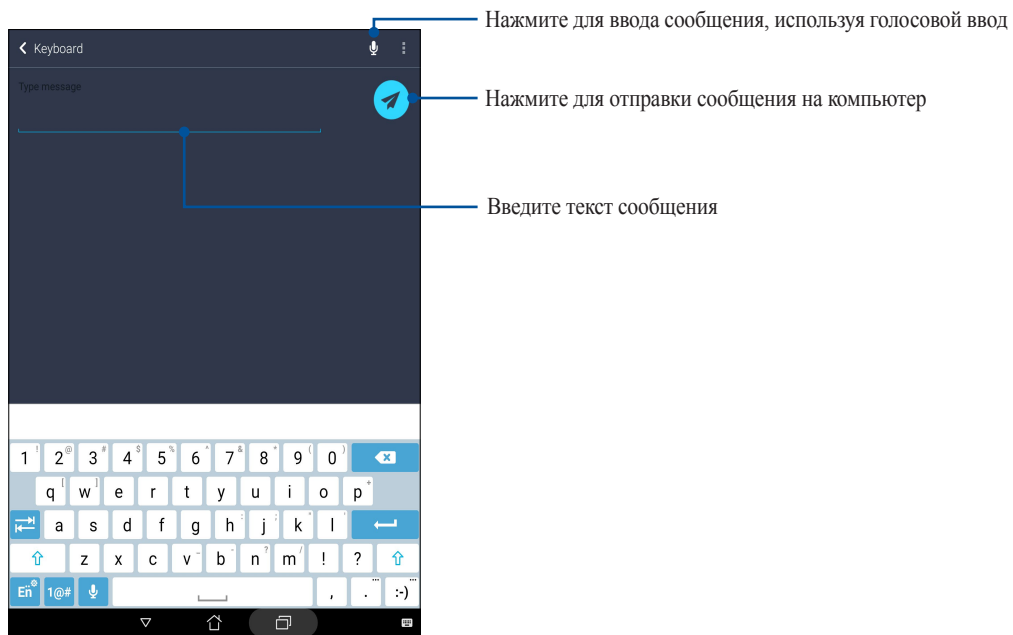 Нажмите для ввода сообщения, используя голосовой ввод
Keyboard
Type message
Нажмите для отправки сообщения на компьютер
Введите текст сообщения
1 ! 2 @ 3 # 4 $ 5 % 6 ^ 7 & 8 * 9 ( 0 )
q [ w ] e r t y u i o p +
a s d f g h : j ; k " l '
z x c v - b - n ? m / ! ?
En 1@# , . ... :-) ...